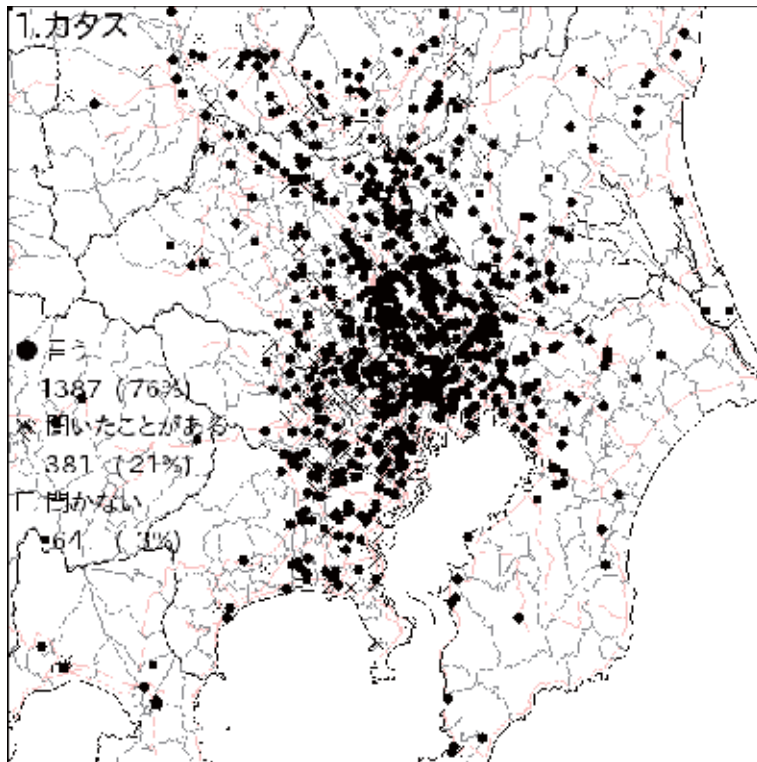 1.カタス
● 言う
1387 (76%)
× 聞いたことがある
381 (21%)
聞かない
64 ( 3%)